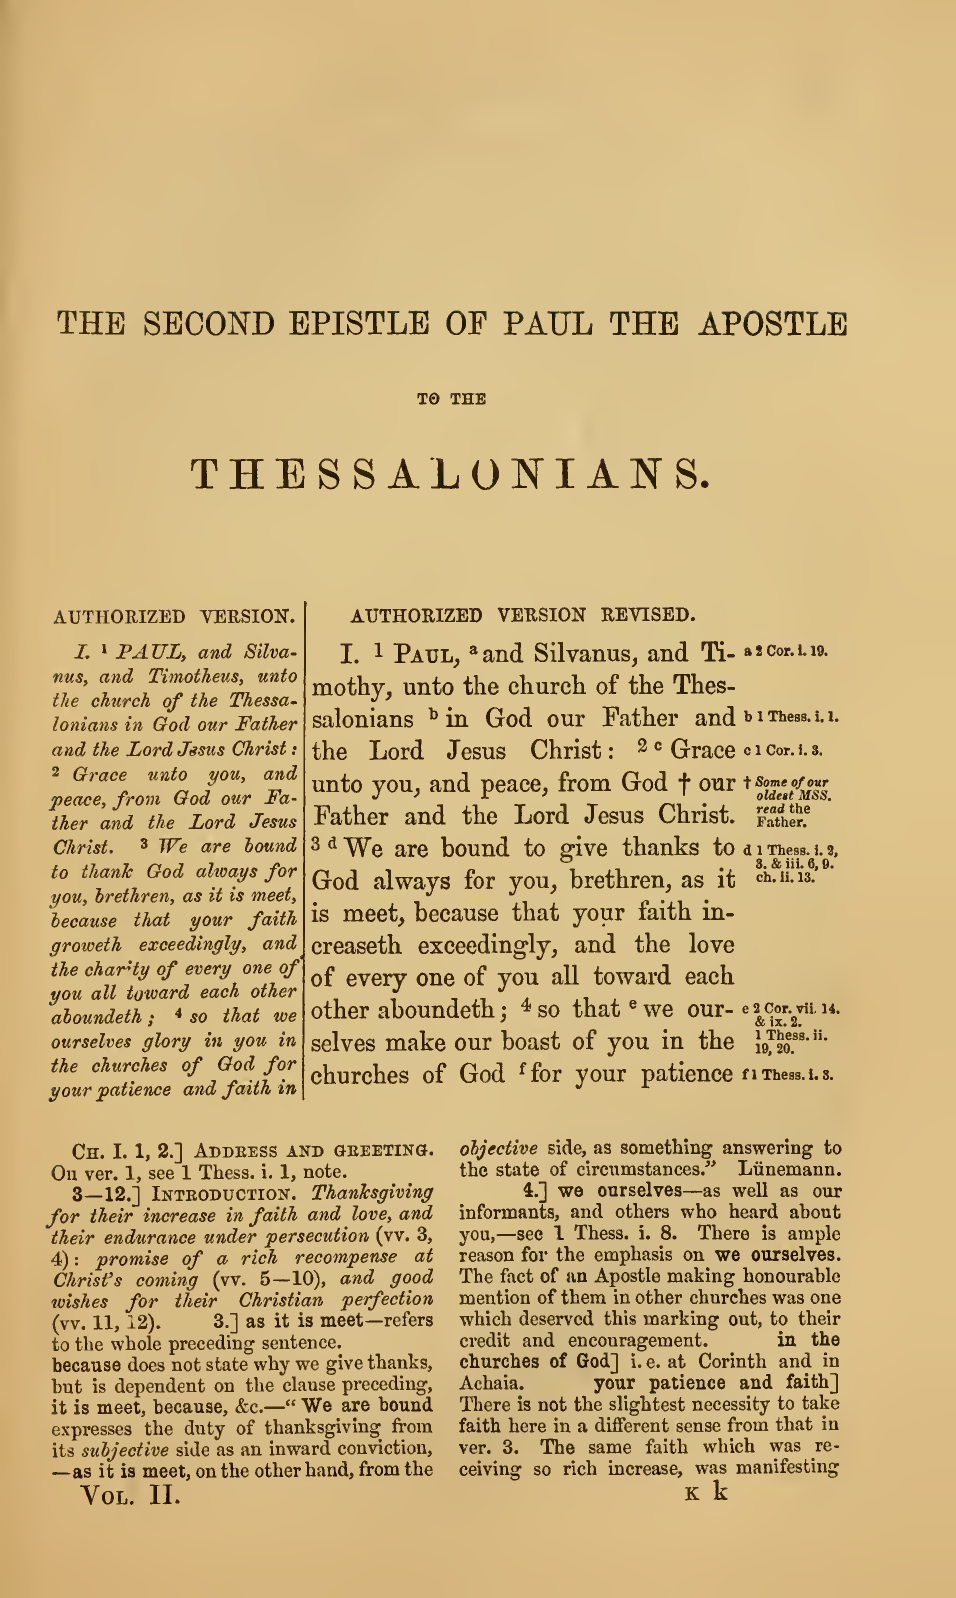 THE SECOND EPISTLE OF PAUL THE APOSTLE
TO THE
THESSALONIANS.
AUTHORIZED VERSION.
I. 1 PAUL, and Silva-
nus, and Timotheus, unto
the church of the Thessa-
lonians in God our Father
and the Lord Jesus Christ:
2 Grace unto you, and
peace, from God our Fa-
ther and the Lord Jesus
Christ. 3 We are bound
to thank God always for
you, brethren, as it is meet,
because that your faith
groweth exceedingly, and
the charity of every one of
you all toward each other
aboundeth; 4 so that we
ourselves glory in you in
the churches of God for
your patience and faith in
AUTHORIZED VERSION REVISED.
I. 1 PAUL, a and Silvanus, and Ti-
mothy, unto the church of the Thes-
salonians b in God our Father and
the Lord Jesus Christ: 2 c Grace
unto you, and peace, from God † our
Father and the Lord Jesus Christ.
3 d We are bound to give thanks to
God always for you, brethren, as it
is meet, because that your faith in-
creaseth exceedingly, and the love
of every one of you all toward each
other aboundeth; 4 so that e we our-
selves make our boast of you in the
churches of God f for your patience
a 2 Cor. i. 19.
b 1 Thess. i. 1.
c 1 Cor. i. 3.
† Some of our
oldest MSS.
read the
Father.
d 1 Thess. i. 2,
3. & iii. 6, 9.
ch. ii. 13.
e 2 Cor. vii. 14.
& ix. 2.
1 Thess. ii.
19, 20.
f 1 Thess. i. 3.
CH. I. 1, 2.] ADDRESS AND GREETING.
On ver. 1, see 1 Thess. i. 1, note.
3—12.] INTRODUCTION. Thanksgiving
for their increase in faith and love, and
their endurance under persecution (vv. 3,
4): promise of a rich recompense at
Christ's coming (vv. 5—10), and good
wishes for their Christian perfection
(vv. 11, 12). 3.] as it is meet—refers
to the whole preceding sentence.
because does not state why we give thanks,
but is dependent on the clause preceding,
it is meet, because, &c.—“ We are bound
expresses the duty of thanksgiving from
its subjective side as an inward conviction,
—as it is meet, on the other hand, from the
objective side, as something answering to
the state of circumstances.” Lünemann.
4.] we ourselves—as well as our
informants, and others who heard about
you,—see 1 Thess. i. 8. There is ample
reason for the emphasis on we ourselves.
The fact of an Apostle making honourable
mention of them in other churches was one
which deserved this marking out, to their
credit and encouragement. in the
churches of God] i. e. at Corinth and in
Achaia. your patience and faith]
There is not the slightest necessity to take
faith here in a different sense from that in
ver. 3. The same faith which was re-
ceiving so rich increase, was manifesting
VOL. II.
K k